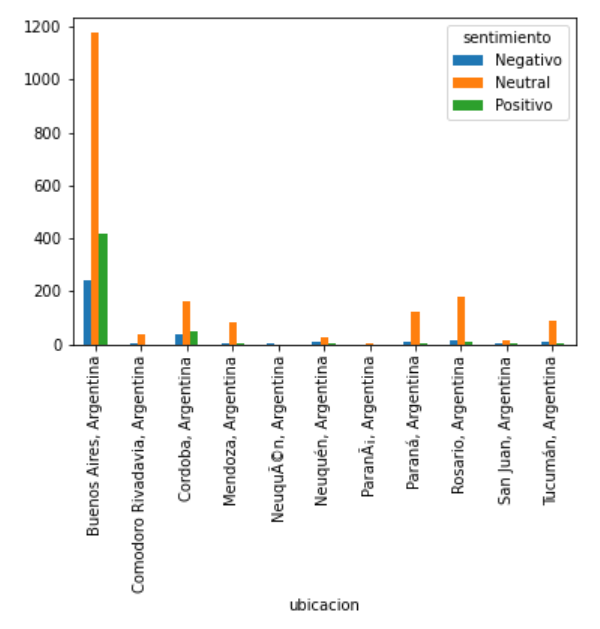 1200
1000
800
600
400
200
0
sentimiento
Negativo
Neutral
Positivo
Buenos Aires, Argentina
Comodoro Rivadavia, Argentina
Cordoba, Argentina
Mendoza, Argentina
NeuquÃ©n, Argentina
Neuquén, Argentina
ParanÃ¡, Argentina
Paraná, Argentina
Rosario, Argentina
San Juan, Argentina
Tucumán, Argentina
ubicacion